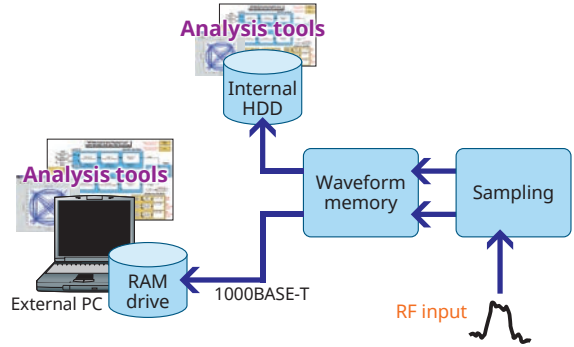 Analysis tools
Internal
HDD
Analysis tools
Waveform
memory
Sampling
RAM
drive
External PC
1000BASE-T
RF input